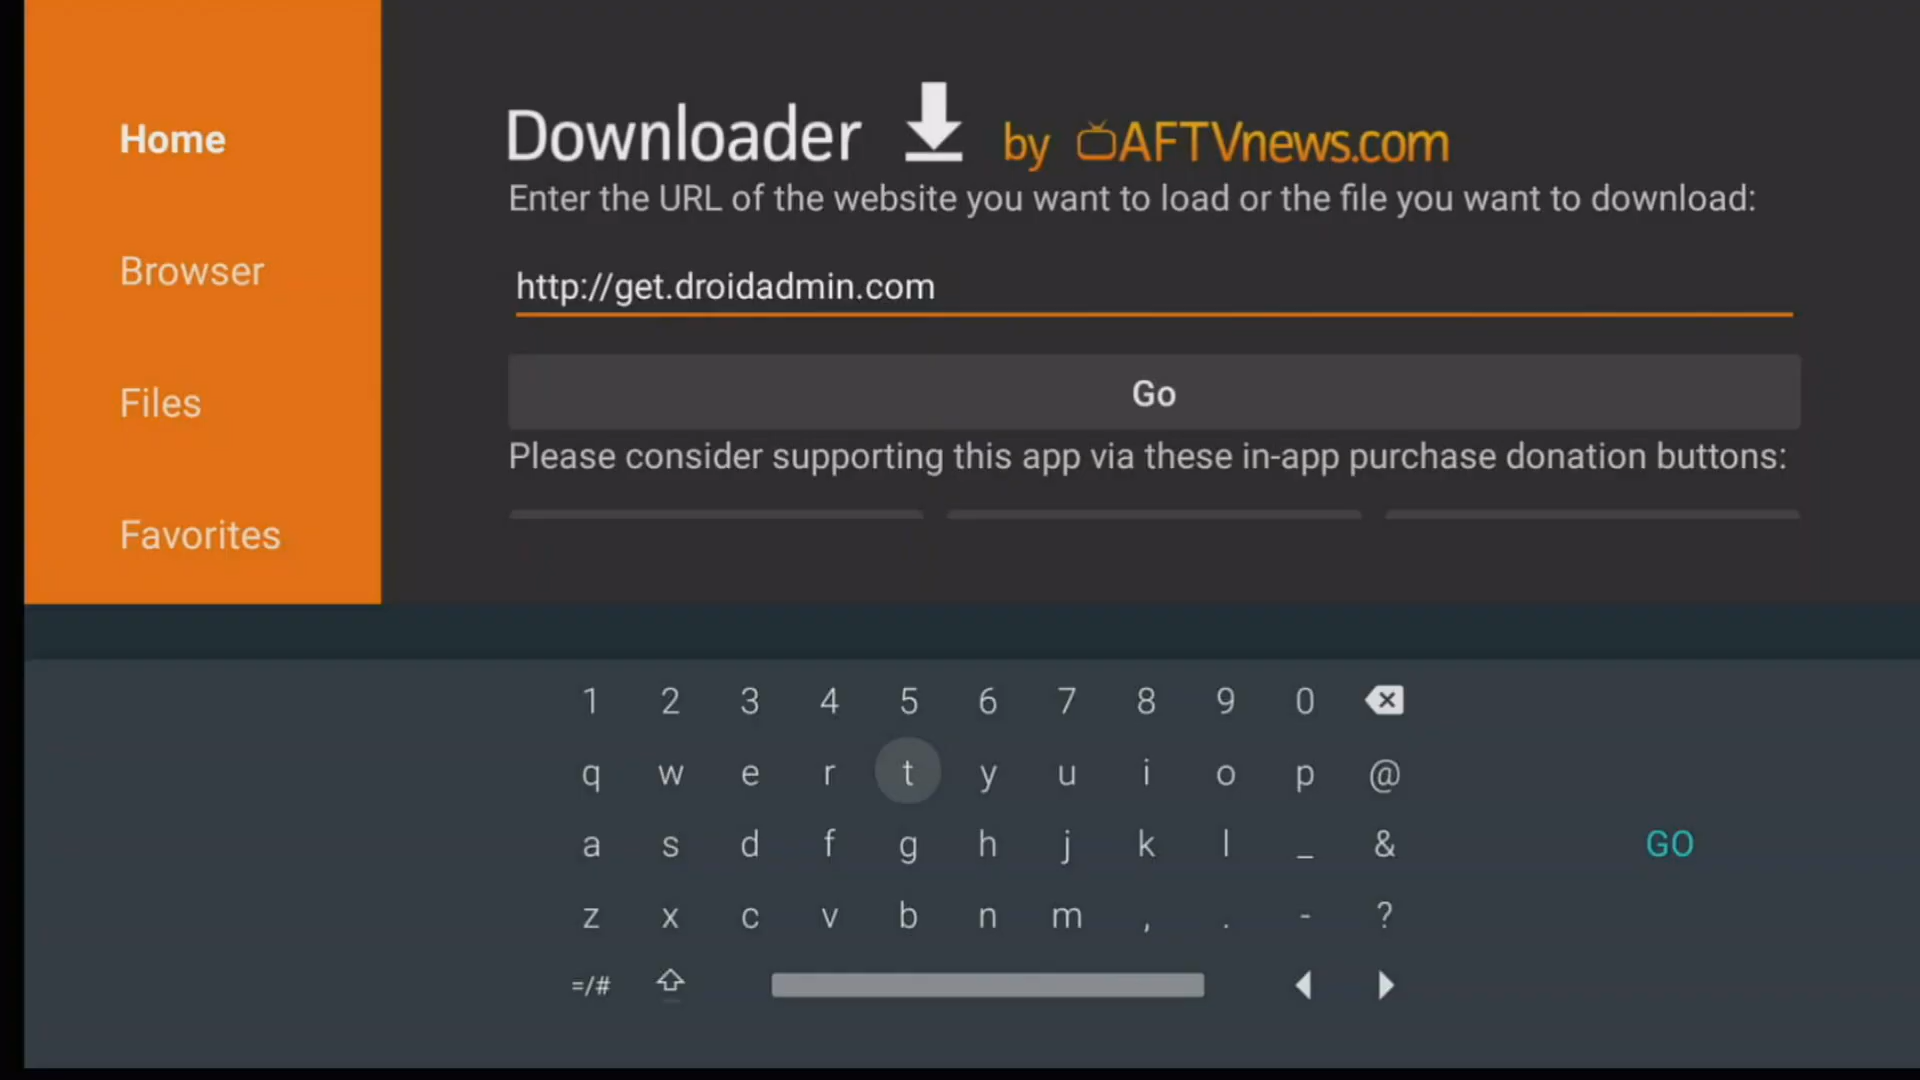 Home
Browser
Files
Favorites
Downloader by AFTVnews.com
Enter the URL of the website you want to load or the file you want to download:
http://get.droidadmin.com
Go
Please consider supporting this app via these in-app purchase donation buttons:
1 2 3 4 5 6 7 8 9 0
q w e r t y u i o p @
a s d f g h j k l _ &
GO
z x c v b n m , . - ?
=/#